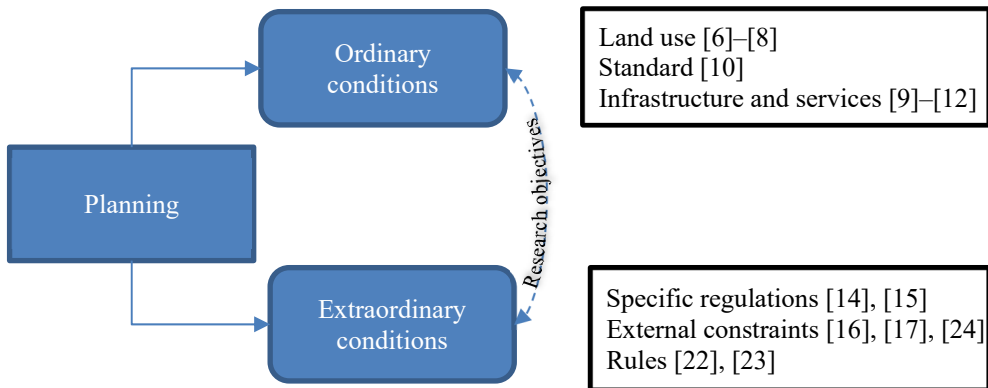 Ordinary
conditions
Land use [6]–[8]
Standard [10]
Infrastructure and services [9]–[12]
Planning
Research objectives
Extraordinary
conditions
Specific regulations [14], [15]
External constraints [16], [17], [24]
Rules [22], [23]